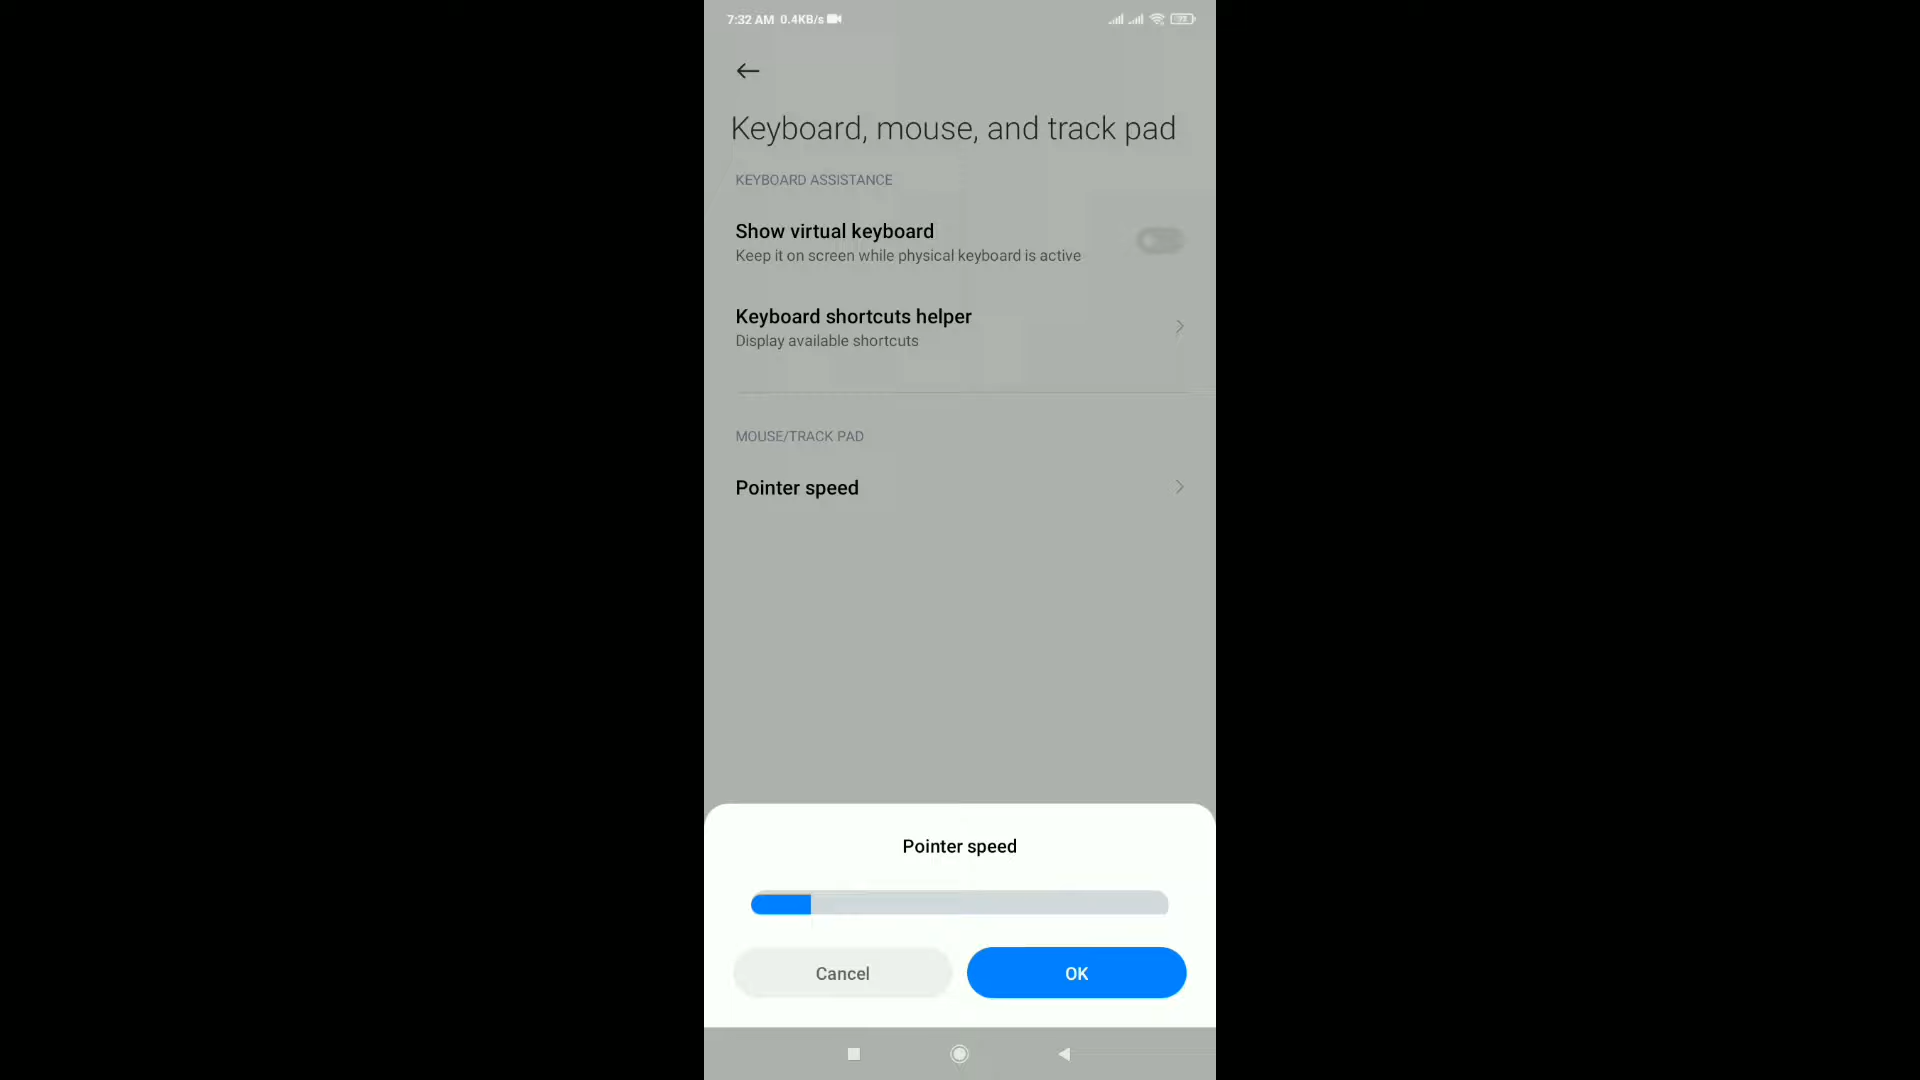 7:32 AM 0.4KB/s
Keyboard, mouse, and track pad
KEYBOARD ASSISTANCE
Show virtual keyboard
Keep it on screen while physical keyboard is active
Keyboard shortcuts helper
Display available shortcuts
MOUSE/TRACK PAD
Pointer speed
Pointer speed
Cancel
OK